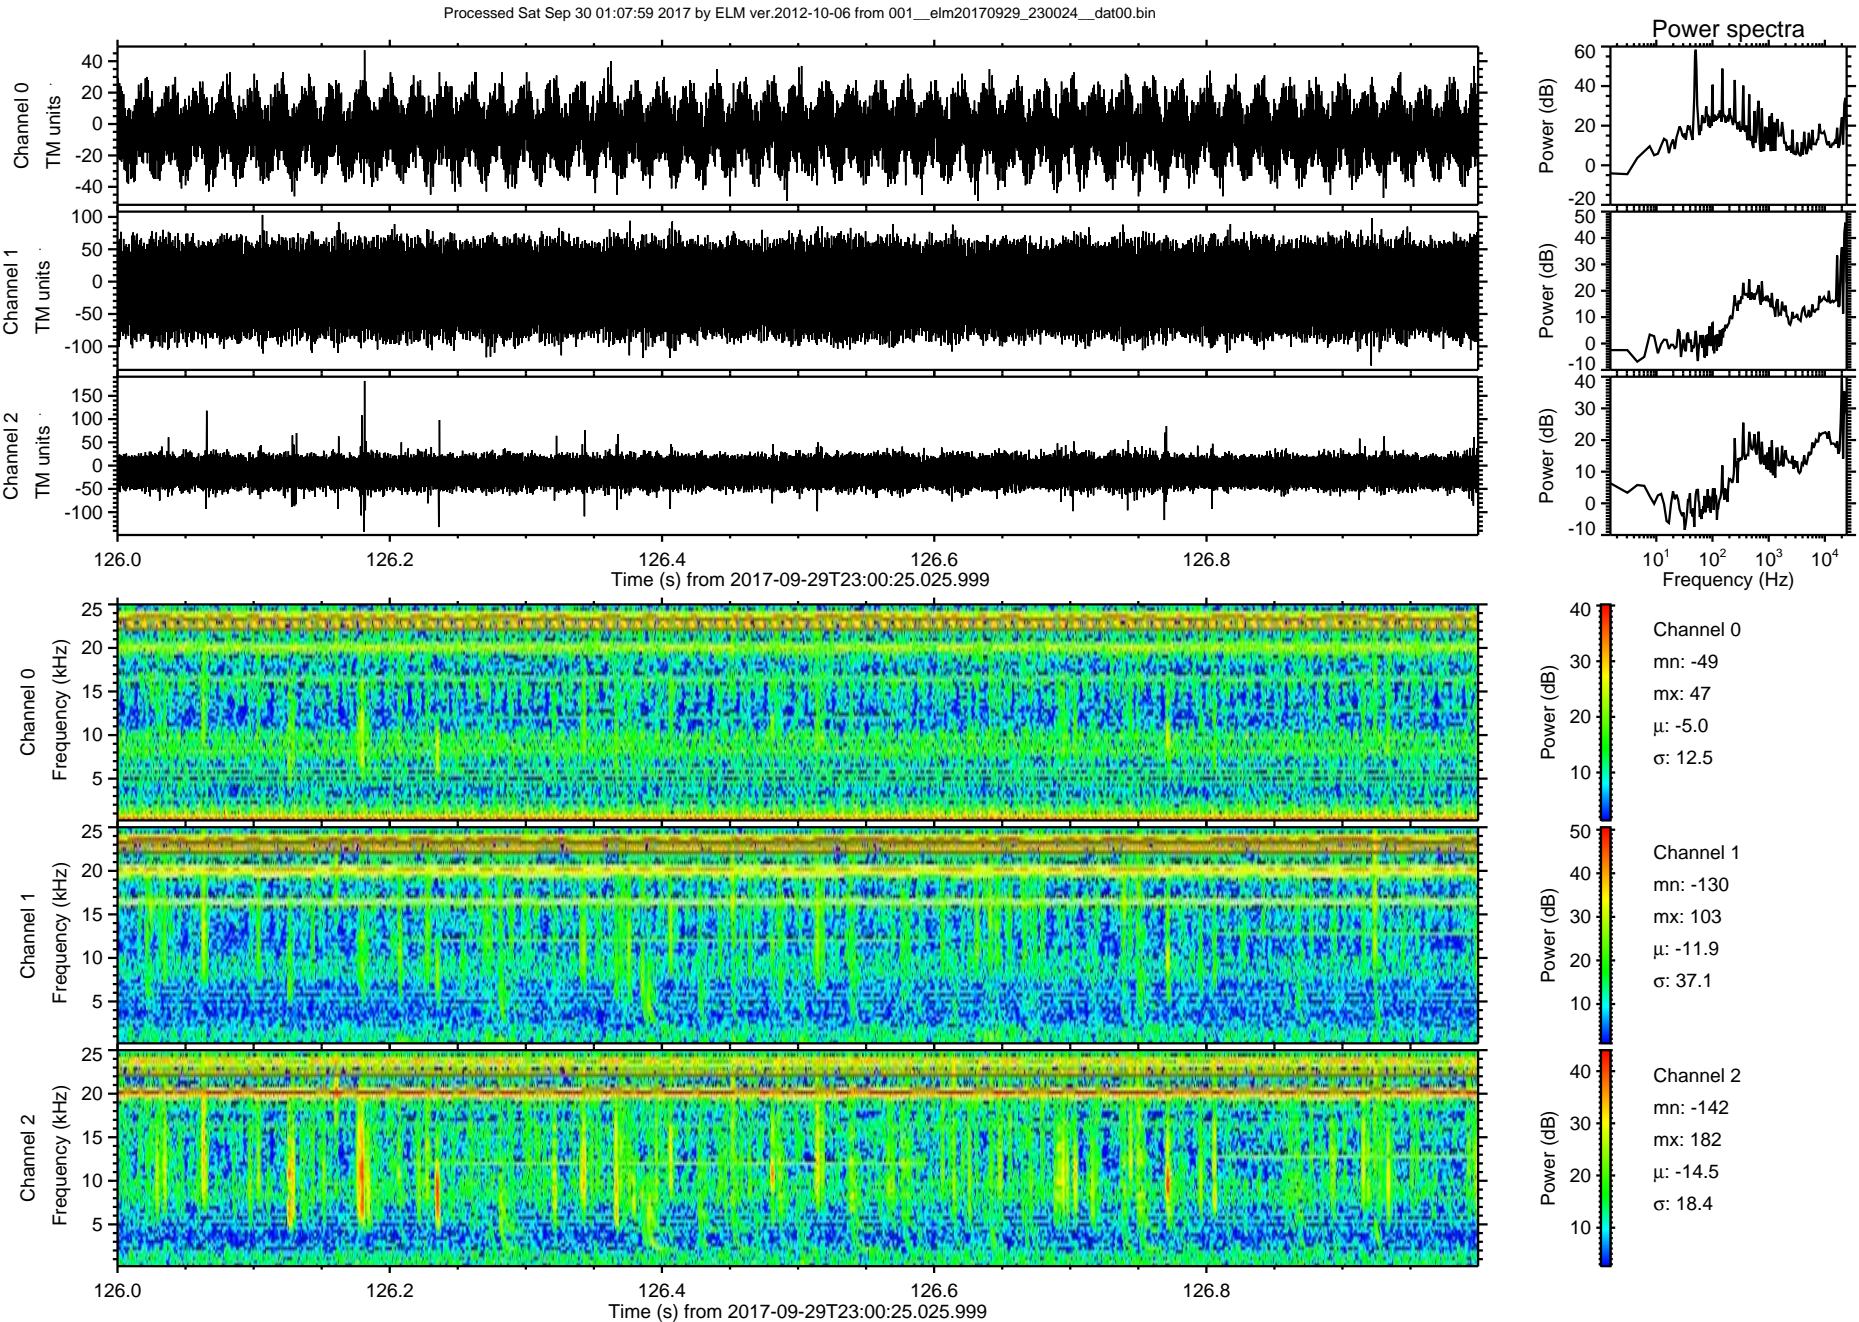 Processed Sat Sep 30 01:07:59 2017 by ELM ver.2012-10-06 from 001__elm20170929_230024__dat00.bin
Power spectra
Channel 0
TM units
40
20
0
-20
-40
Power (dB)
60
40
20
0
-20
Channel 1
TM units
100
50
0
-50
-100
Power (dB)
50
40
30
20
10
0
-10
Channel 2
TM units
150
100
50
0
-50
-100
Power (dB)
40
30
20
10
0
-10
126.0 126.2 126.4 126.6 126.8
Time (s) from 2017-09-29T23:00:25.025.999
10¹ 10² 10³ 10⁴
Frequency (Hz)
Channel 0
Frequency (kHz)
25
20
15
10
5
Power (dB)
40
30
20
10
Channel 0
mn: -49
mx: 47
µ: -5.0
σ: 12.5
Channel 1
Frequency (kHz)
25
20
15
10
5
Power (dB)
50
40
30
20
10
Channel 1
mn: -130
mx: 103
µ: -11.9
σ: 37.1
Channel 2
Frequency (kHz)
25
20
15
10
5
Power (dB)
40
30
20
10
Channel 2
mn: -142
mx: 182
µ: -14.5
σ: 18.4
126.0 126.2 126.4 126.6 126.8
Time (s) from 2017-09-29T23:00:25.025.999